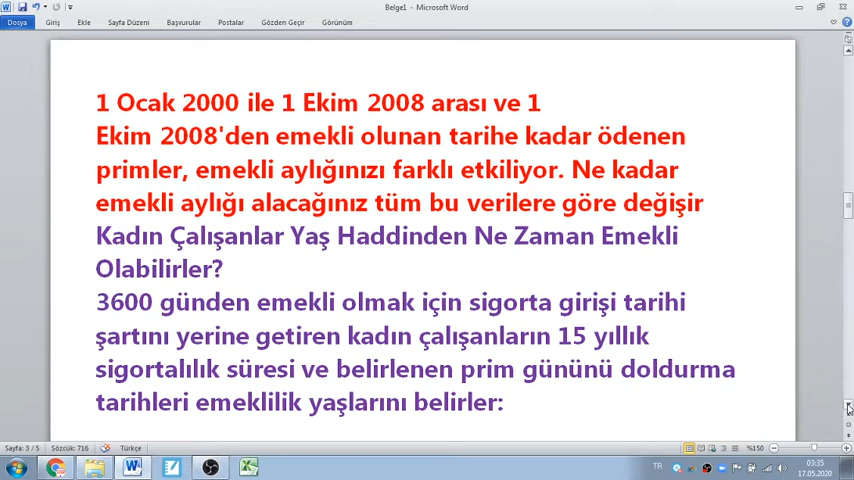 Belge1 - Microsoft Word
Dosya Giriş Ekle Sayfa Düzeni Başvurular Postalar Gözden Geçir Görünüm
1 Ocak 2000 ile 1 Ekim 2008 arası ve 1
Ekim 2008'den emekli olunan tarihe kadar ödenen
primler, emekli aylığınızı farklı etkiliyor. Ne kadar
emekli aylığı alacağınız tüm bu verilere göre değişir
Kadın Çalışanlar Yaş Haddinden Ne Zaman Emekli
Olabilirler?
3600 günden emekli olmak için sigorta girişi tarihi
şartını yerine getiren kadın çalışanların 15 yıllık
sigortalılık süresi ve belirlenen prim gününü doldurma
tarihleri emeklilik yaşlarını belirler:
Sayfa: 3 / 5 Sözcük: 716 Türkçe %150
TR 03:35
17.05.2020